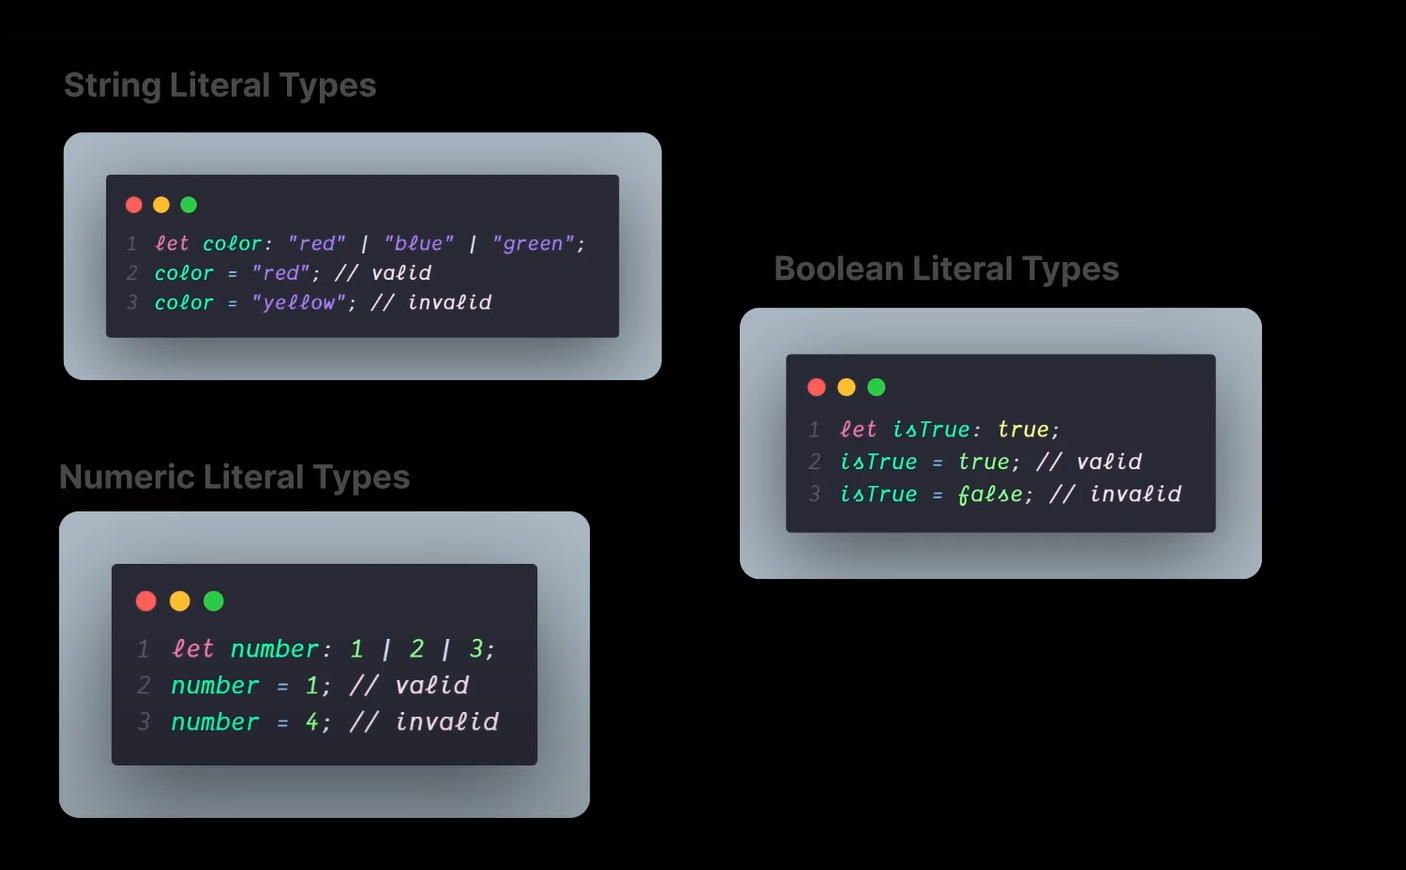 String Literal Types
1 let color: "red" | "blue" | "green";
2 color = "red"; // valid
3 color = "yellow"; // invalid
Numeric Literal Types
1 let number: 1 | 2 | 3;
2 number = 1; // valid
3 number = 4; // invalid
Boolean Literal Types
1 let isTrue: true;
2 isTrue = true; // valid
3 isTrue = false; // invalid